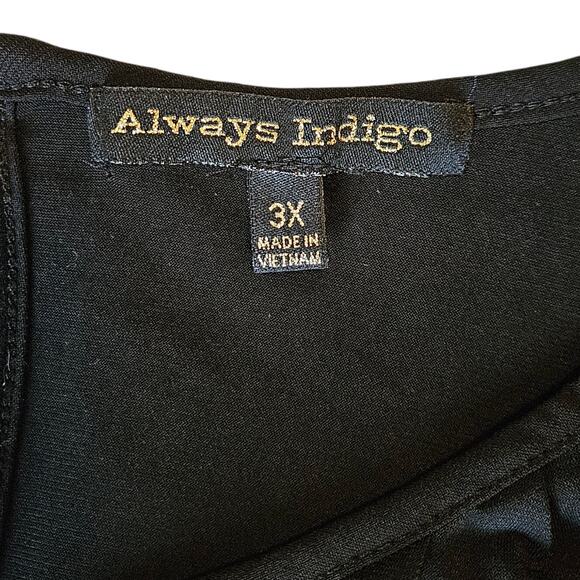 Always Indigo
3X
MADE IN
VIETNAM